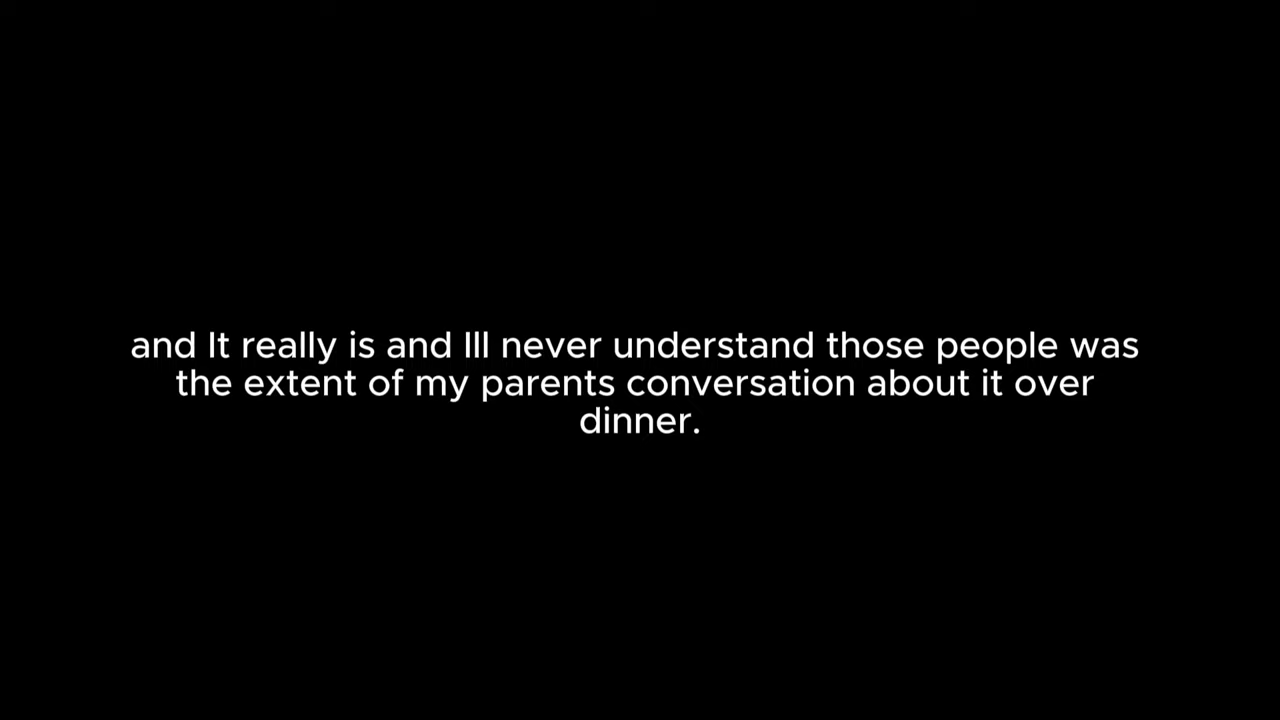 and It really is and Ill never understand those people was
the extent of my parents conversation about it over
dinner.